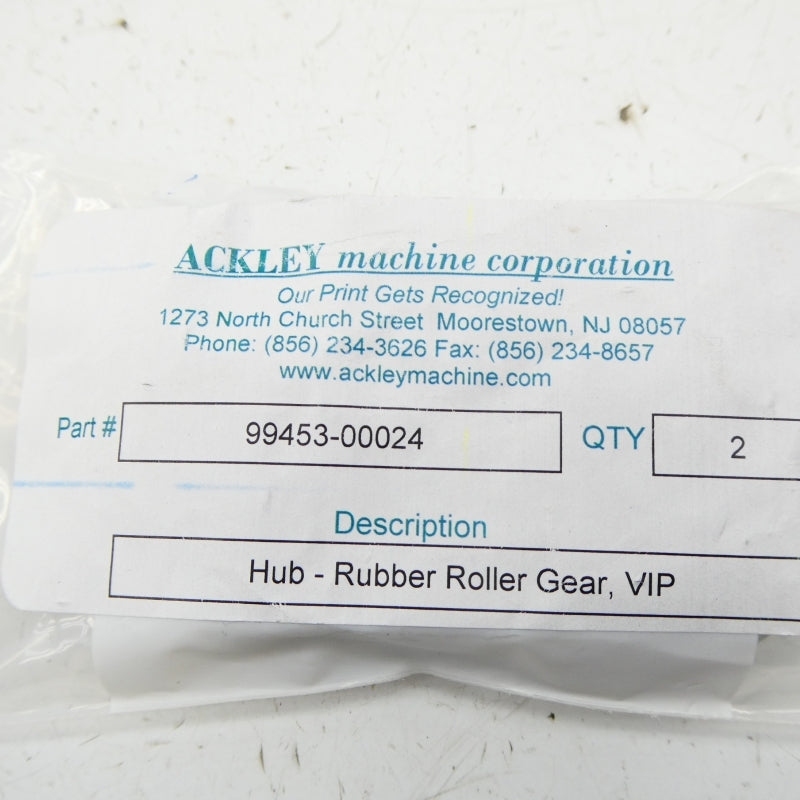 ACKLEY machine corporation
Our Print Gets Recognized!
1273 North Church Street Moorestown, NJ 08057
Phone: (856) 234-3626 Fax: (856) 234-8657
www.ackleymachine.com
Part # 99453-00024 QTY 2
Description
Hub - Rubber Roller Gear, VIP